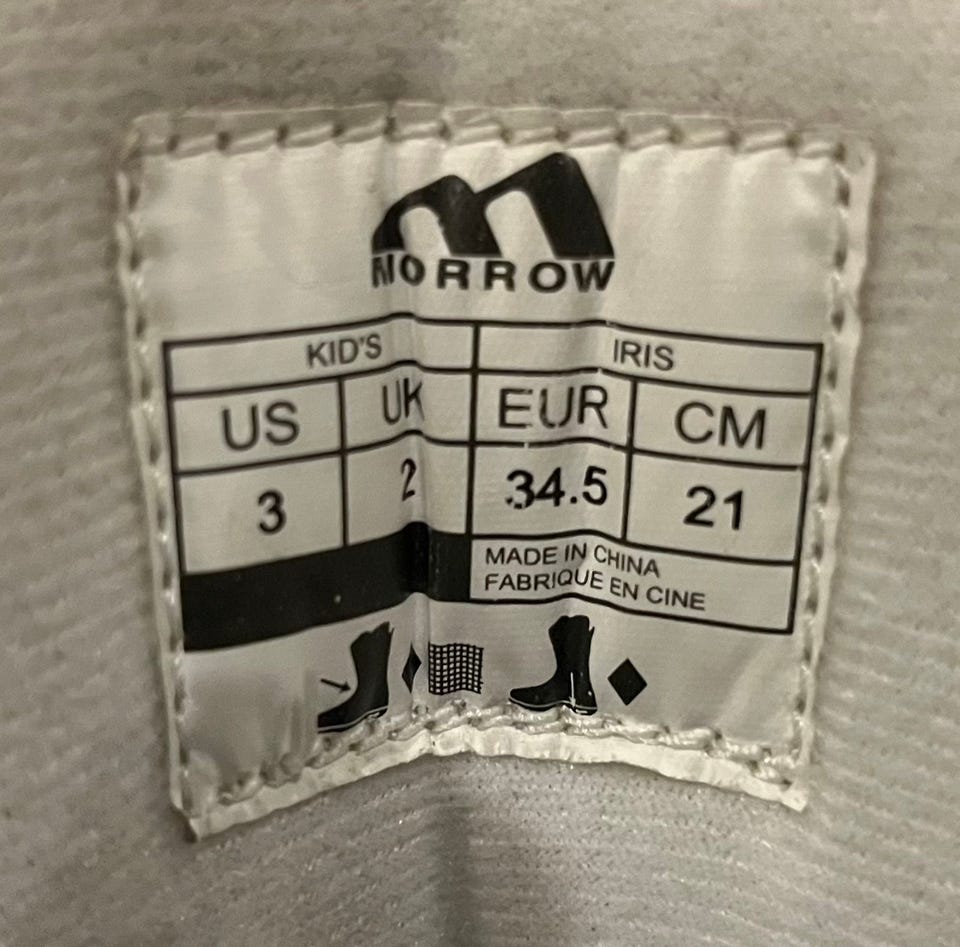 MORROW
KID'S IRIS
US UK EUR CM
3 2 34.5 21
MADE IN CHINA
FABRIQUE EN CINE